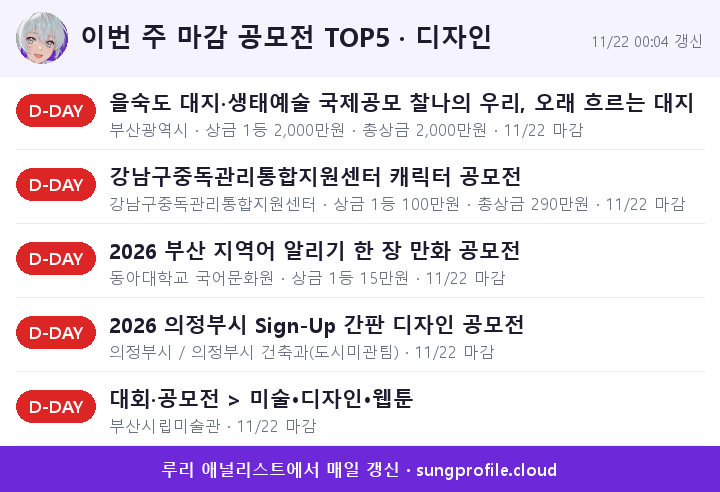 이번 주 마감 공모전 TOP5 · 디자인
11/22 00:04 갱신
D-DAY
을숙도 대지·생태예술 국제공모 찰나의 우리, 오래 흐르는 대지
부산광역시 · 상금 1등 2,000만원 · 총상금 2,000만원 · 11/22 마감
D-DAY
강남구중독관리통합지원센터 캐릭터 공모전
강남구중독관리통합지원센터 · 상금 1등 100만원 · 총상금 290만원 · 11/22 마감
D-DAY
2026 부산 지역어 알리기 한 장 만화 공모전
동아대학교 국어문화원 · 상금 1등 15만원 · 11/22 마감
D-DAY
2026 의정부시 Sign-Up 간판 디자인 공모전
의정부시 / 의정부시 건축과(도시미관팀) · 11/22 마감
D-DAY
대회·공모전 > 미술•디자인•웹툰
부산시립미술관 · 11/22 마감
루리 애널리스트에서 매일 갱신 · sungprofile.cloud